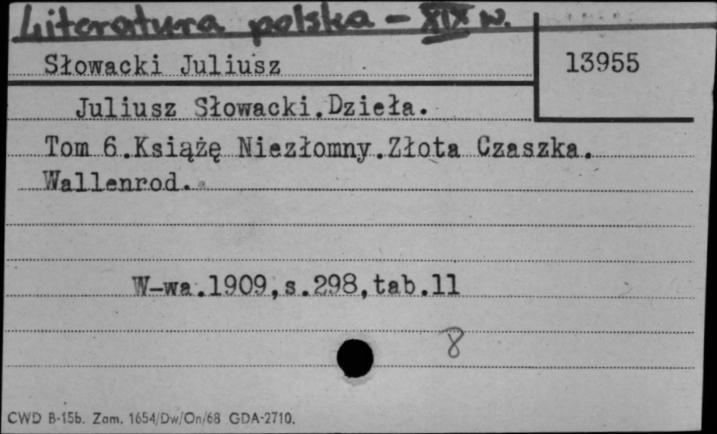 Literatura polska - XIX w.
Słowacki Juliusz
13955
Juliusz Słowacki.Dzieła.
Tom 6.Książę Niezłomny.Złota Czaszka.
Wallenrod.
W-wa.1909,s.298,tab.11
8
CWD B-15b. Zam. 1654/Dw/On/68 GDA-2710.